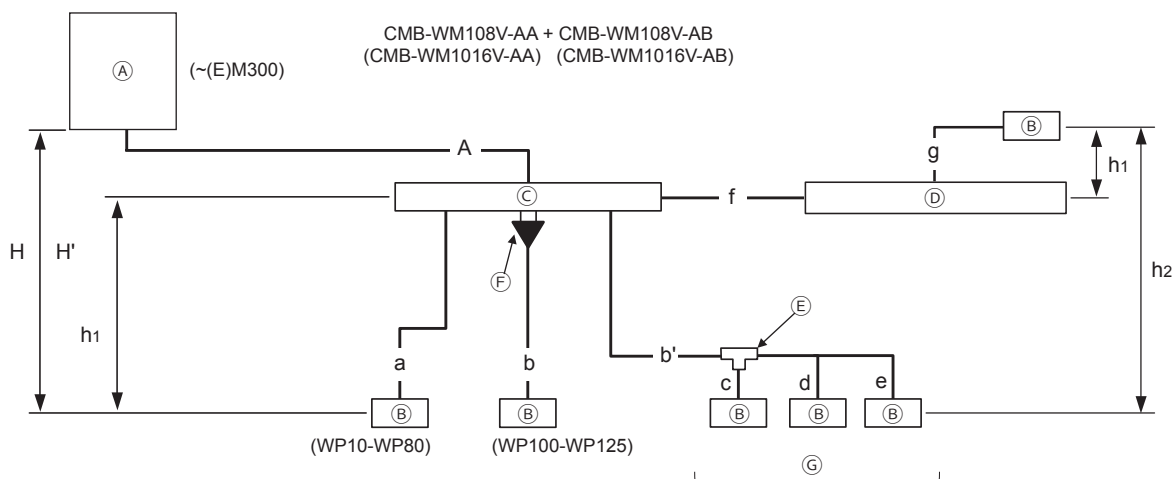 CMB-WM108V-AA + CMB-WM108V-AB
(CMB-WM1016V-AA) (CMB-WM1016V-AB)
Ⓐ
(~(E)M300)
Ⓑ
A
g
h1
Ⓒ
f
Ⓓ
H
H'
Ⓕ
h2
h1
Ⓔ
a
b
b'
c
d
e
Ⓑ
Ⓑ
Ⓑ
Ⓑ
Ⓑ
(WP10-WP80)
(WP100-WP125)
Ⓖ